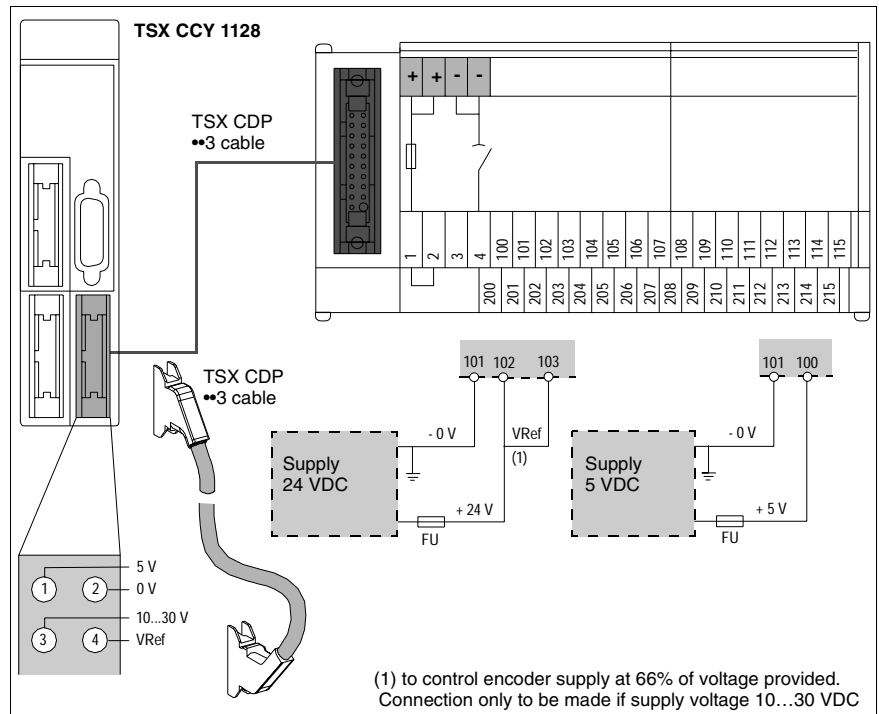 TSX CCY 1128
+ + - -
TSX CDP
••3 cable
1 2 3 4 100 101 102 103 104 105 106 107 108 109 110 111 112 113 114 115
200 201 202 203 204 205 206 207 208 209 210 211 212 213 214 215
TSX CDP
••3 cable
101 102 103
- 0 V
VRef
(1)
Supply
24 VDC
+ 24 V
FU
101 100
- 0 V
Supply
5 VDC
+ 5 V
FU
5 V
1 2 0 V
10...30 V
3 4 VRef
(1) to control encoder supply at 66% of voltage provided.
Connection only to be made if supply voltage 10…30 VDC